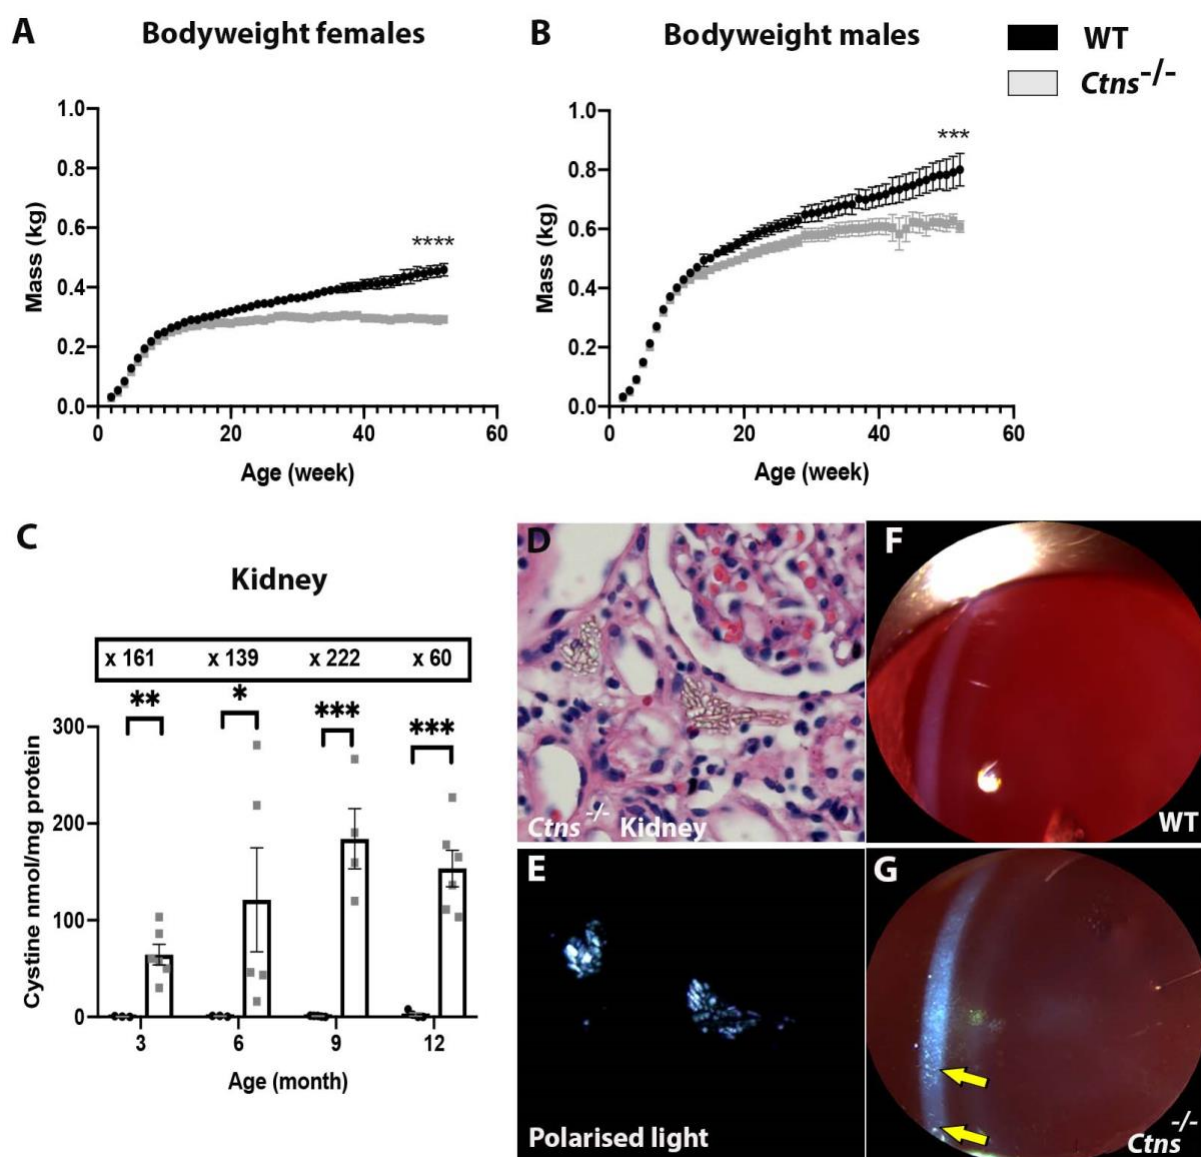 A
Bodyweight females
B
Bodyweight males
WT
Ctns-/-
****
***
1.0
0.8
0.6
0.4
0.2
0.0
Mass (kg)
0 20 40 60
Age (week)
1.0
0.8
0.6
0.4
0.2
0.0
Mass (kg)
0 20 40 60
Age (week)
C
Kidney
x 161 x 139 x 222 x 60
** * *** ***
300
200
100
0
Cystine nmol/mg protein
3 6 9 12
Age (month)
D
Ctns-/- Kidney
E
Polarised light
F
WT
G
Ctns-/-